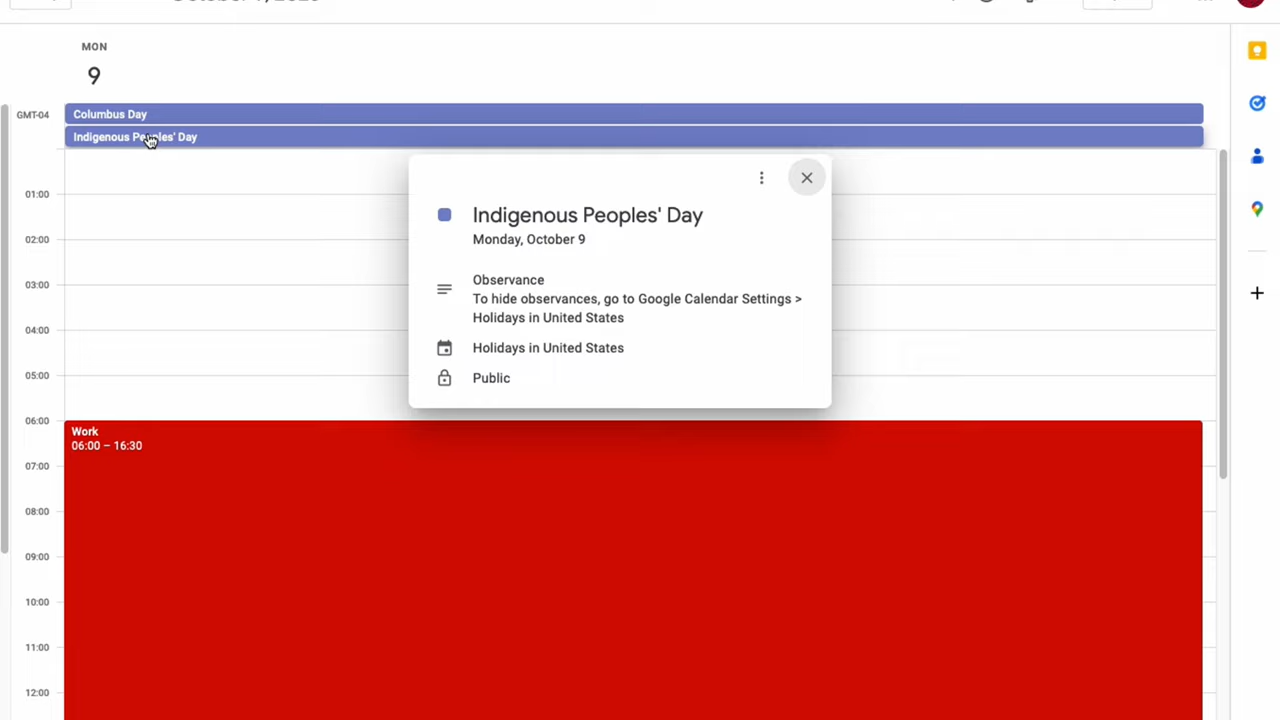 MON
9
GMT-04
Columbus Day
Indigenous Peoples' Day
Indigenous Peoples' Day
Monday, October 9
Observance
To hide observances, go to Google Calendar Settings >
Holidays in United States
Holidays in United States
Public
01:00
02:00
03:00
04:00
05:00
06:00
Work
06:00 – 16:30
07:00
08:00
09:00
10:00
11:00
12:00